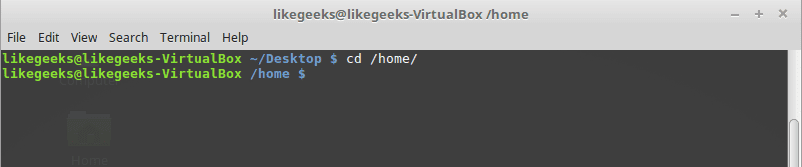 likegeeks@likegeeks-VirtualBox /home
File Edit View Search Terminal Help
likegeeks@likegeeks-VirtualBox ~/Desktop $ cd /home/
likegeeks@likegeeks-VirtualBox /home $
Home